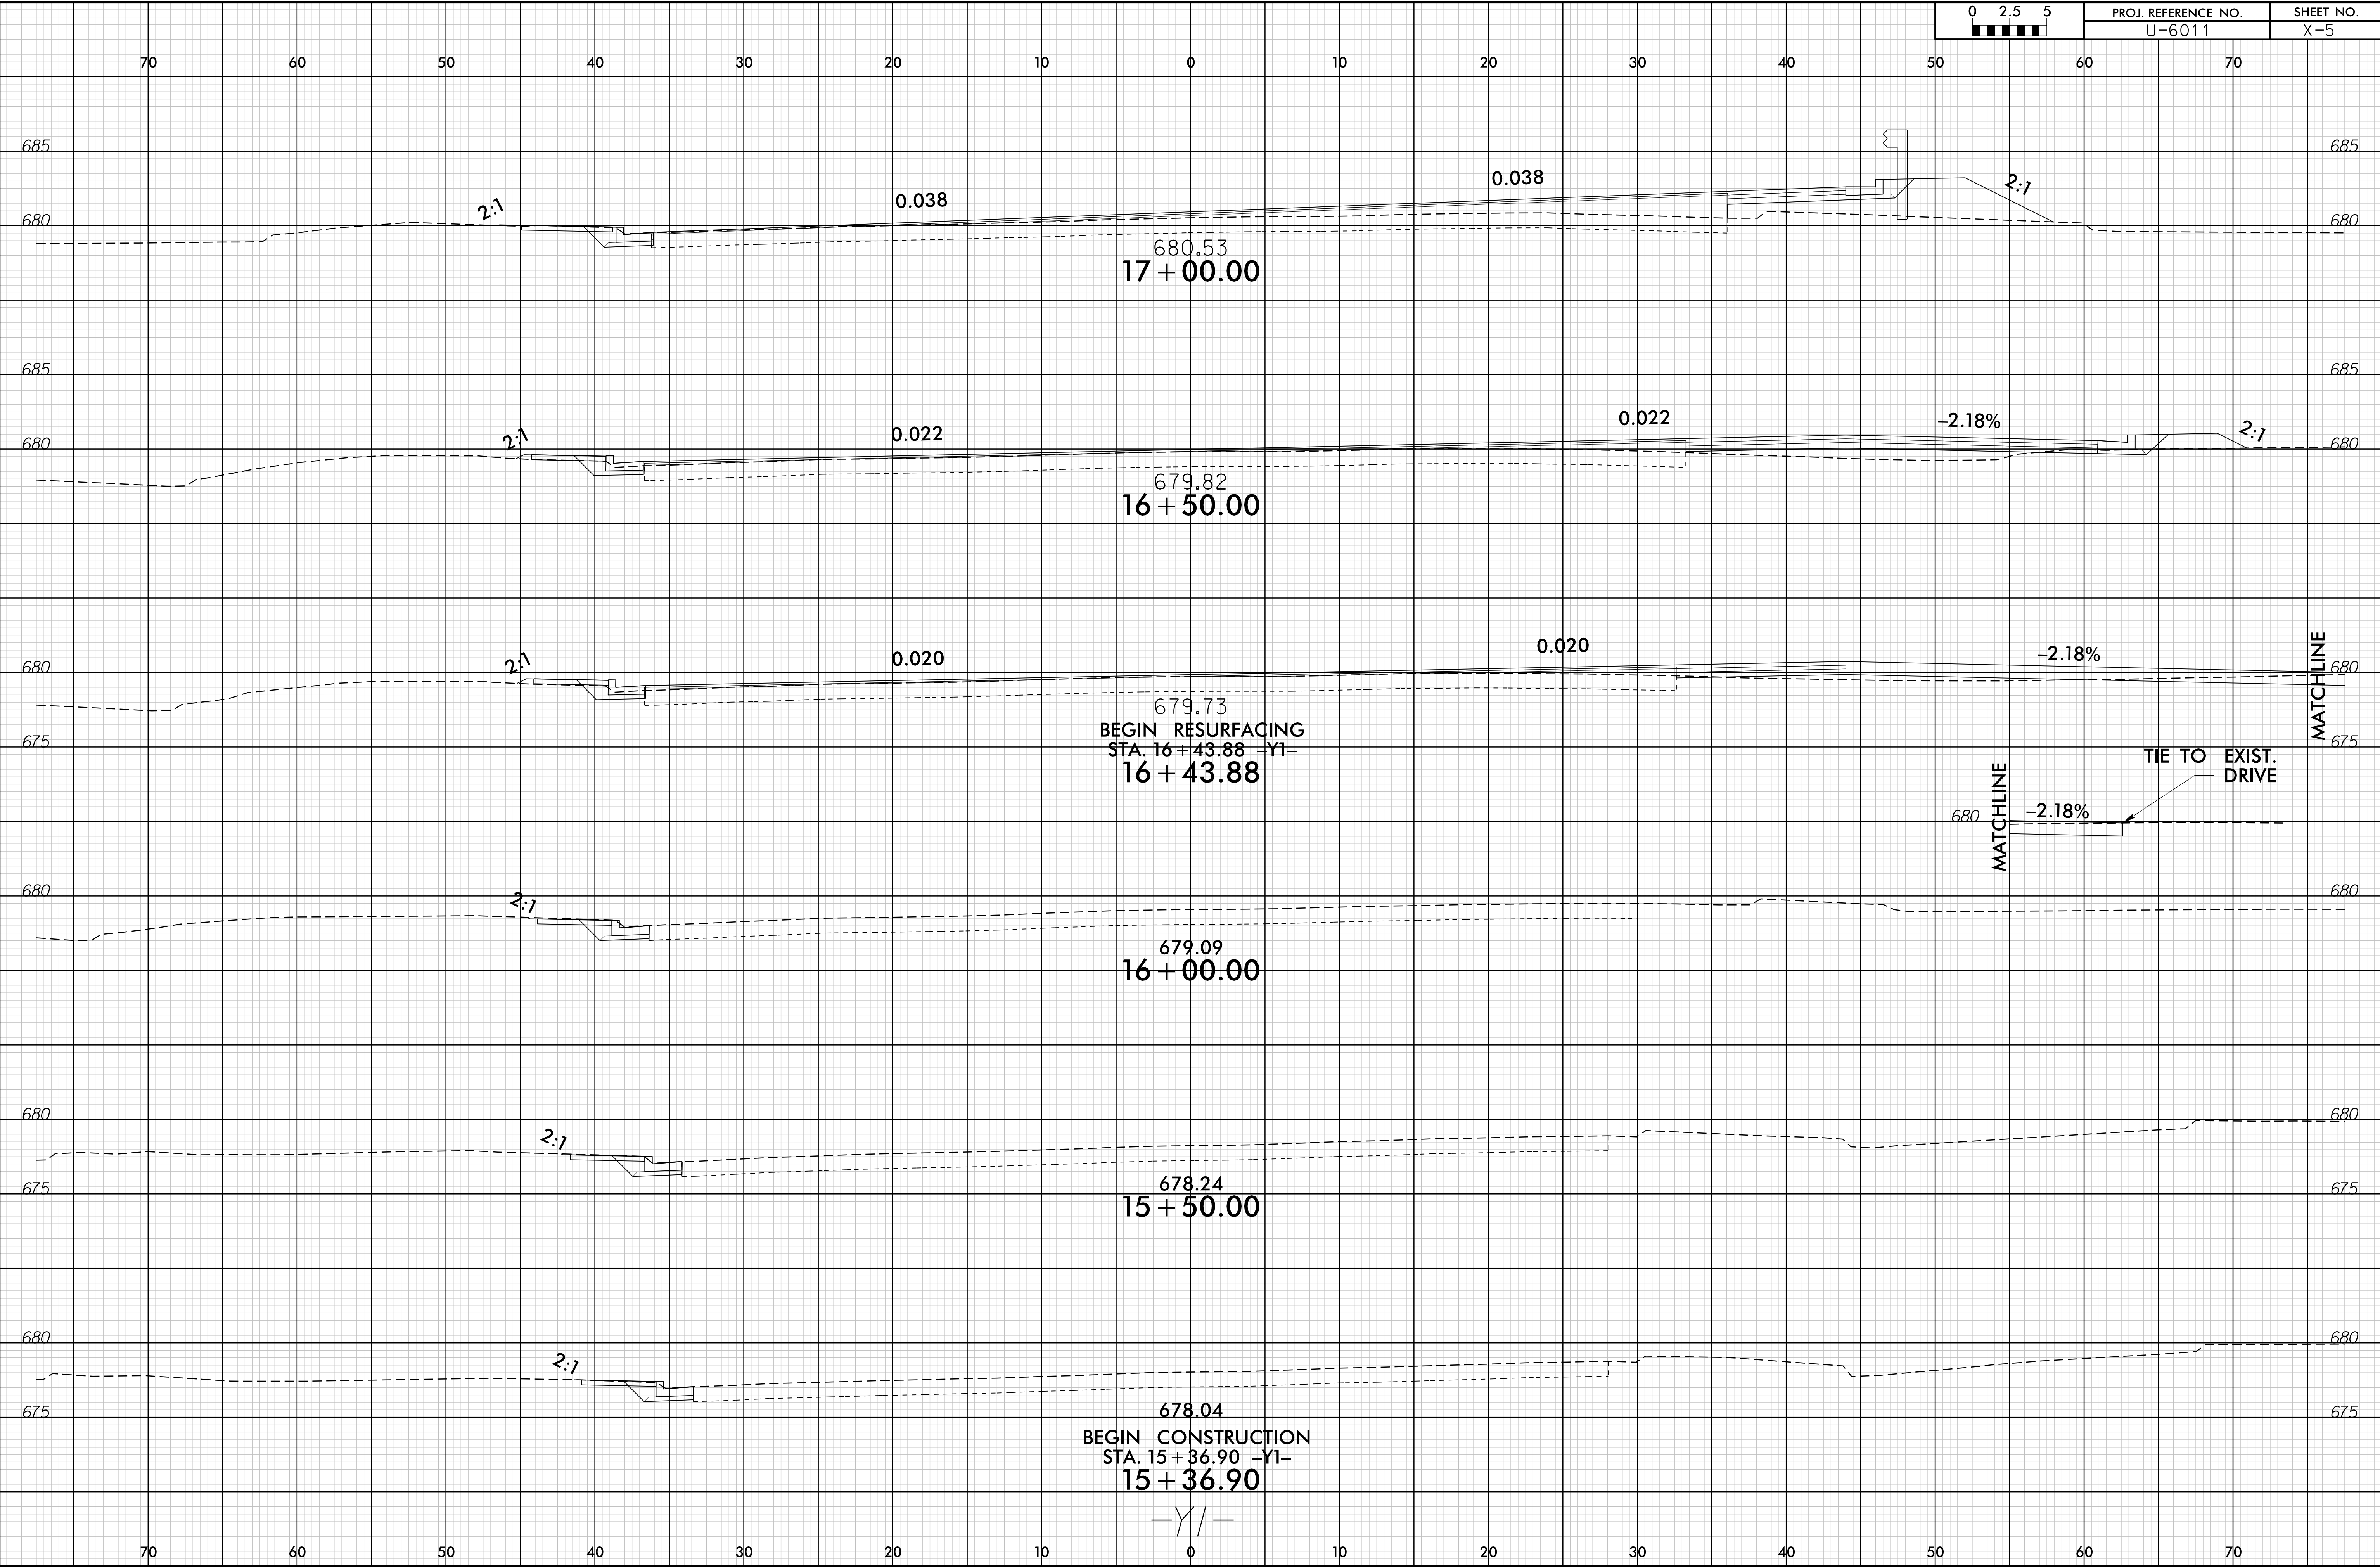 0 2.5 5
PROJ. REFERENCE NO. SHEET NO.
U-6011 X-5
70 60 50 40 30 20 10 0 10 20 30 40 50 60 70
685 685
2:1 0.038 0.038 2:1
680 680
680.53
17+00.00
685 685
2:1 0.022 0.022 -2.18% 2:1
680 680
679.82
16+50.00
2:1 0.020 0.020 -2.18%
680 680
MATCHLINE
679.73
BEGIN RESURFACING
STA. 16+43.88 -Y1-
675 675
16+43.88
TIE TO EXIST.
DRIVE
MATCHLINE
680 -2.18%
680 680
2:1
679.09
16+00.00
680 680
2:1
675 675
678.24
15+50.00
680 680
2:1
675 675
678.04
BEGIN CONSTRUCTION
STA. 15+36.90 -Y1-
15+36.90
-Y1-
70 60 50 40 30 20 10 0 10 20 30 40 50 60 70